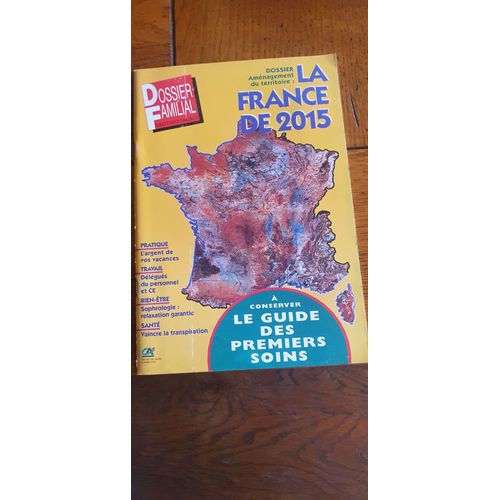 DOSSIER
Aménagement
du territoire :
LA
FRANCE
DE 2015
DOSSIER
FAMILIAL
PRATIQUE
L'argent de
vos vacances
TRAVAIL
Délégués
du personnel
et CE
BIEN-ÊTRE
Sophrologie :
relaxation garantie
SANTÉ
Vaincre la transpiration
À
CONSERVER
LE GUIDE
DES
PREMIERS
SOINS
CA